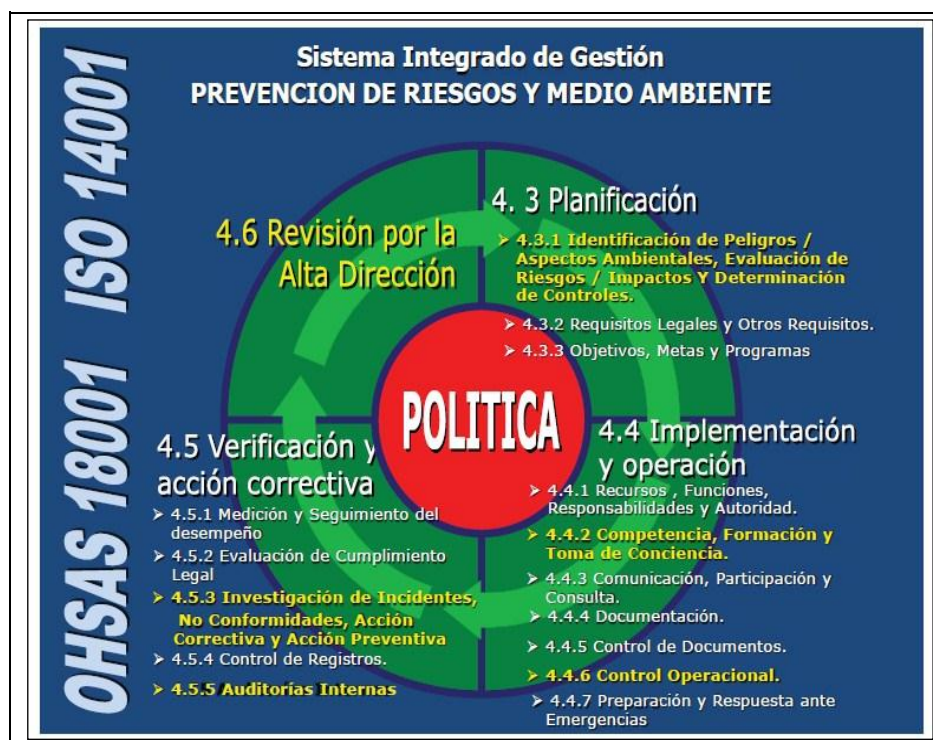 Sistema Integrado de Gestión
PREVENCION DE RIESGOS Y MEDIO AMBIENTE
OHSAS 18001 ISO 14001
4.6 Revisión por la
Alta Dirección
4. 3 Planificación
➤ 4.3.1 Identificación de Peligros /
Aspectos Ambientales, Evaluación de
Riesgos / Impactos Y Determinación
de Controles.
➤ 4.3.2 Requisitos Legales y Otros Requisitos.
➤ 4.3.3 Objetivos, Metas y Programas
POLITICA
4.4 Implementación
y operación
➤ 4.4.1 Recursos , Funciones,
Responsabilidades y Autoridad.
➤ 4.4.2 Competencia, Formación y
Toma de Conciencia.
➤ 4.4.3 Comunicación, Participación y
Consulta.
➤ 4.4.4 Documentación.
➤ 4.4.5 Control de Documentos.
➤ 4.4.6 Control Operacional.
➤ 4.4.7 Preparación y Respuesta ante
Emergencias
4.5 Verificación y
acción correctiva
➤ 4.5.1 Medición y Seguimiento del
desempeño
➤ 4.5.2 Evaluación de Cumplimiento
Legal
➤ 4.5.3 Investigación de Incidentes,
No Conformidades, Acción
Correctiva y Acción Preventiva
➤ 4.5.4 Control de Registros.
➤ 4.5.5 Auditorías Internas